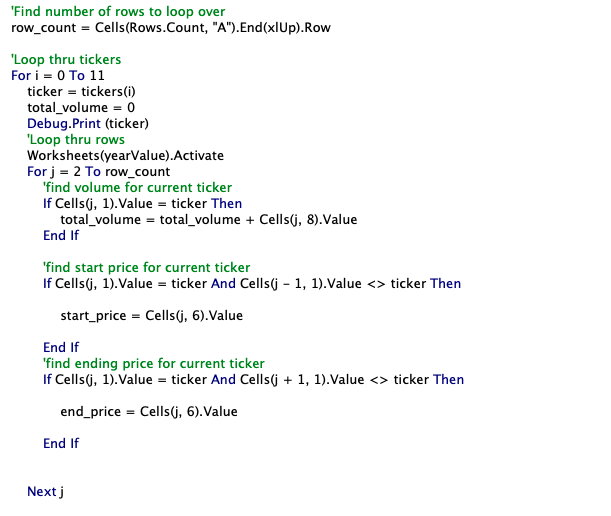 'Find number of rows to loop over
row_count = Cells(Rows.Count, "A").End(xlUp).Row
'Loop thru tickers
For i = 0 To 11
ticker = tickers(i)
total_volume = 0
Debug.Print (ticker)
'Loop thru rows
Worksheets(yearValue).Activate
For j = 2 To row_count
'find volume for current ticker
If Cells(j, 1).Value = ticker Then
total_volume = total_volume + Cells(j, 8).Value
End If
'find start price for current ticker
If Cells(j, 1).Value = ticker And Cells(j - 1, 1).Value <> ticker Then
start_price = Cells(j, 6).Value
End If
'find ending price for current ticker
If Cells(j, 1).Value = ticker And Cells(j + 1, 1).Value <> ticker Then
end_price = Cells(j, 6).Value
End If
Next j